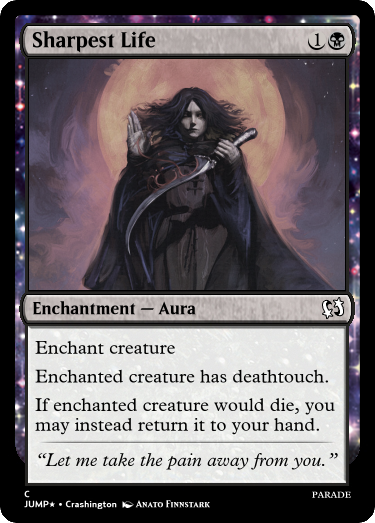 Sharpest Life 1
Enchantment — Aura
Enchant creature
Enchanted creature has deathtouch.
If enchanted creature would die, you
may instead return it to your hand.
“Let me take the pain away from you.”
C
JUMP★ • Crashington Anato Finnstark
PARADE